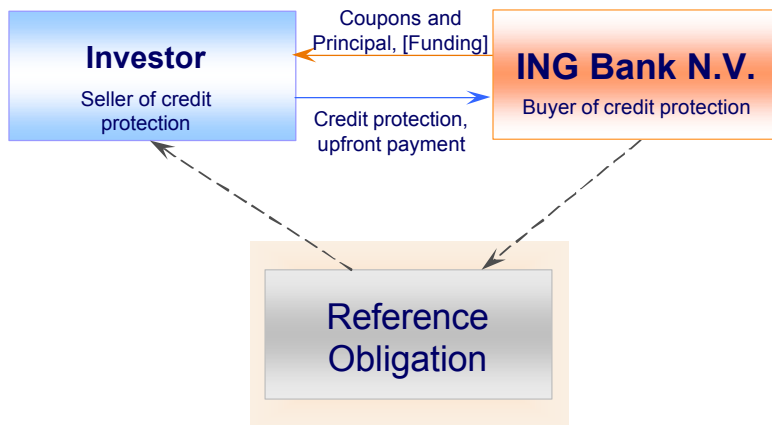 Coupons and
Principal, [Funding]
Investor
Seller of credit
protection
ING Bank N.V.
Buyer of credit protection
Credit protection,
upfront payment
Reference
Obligation